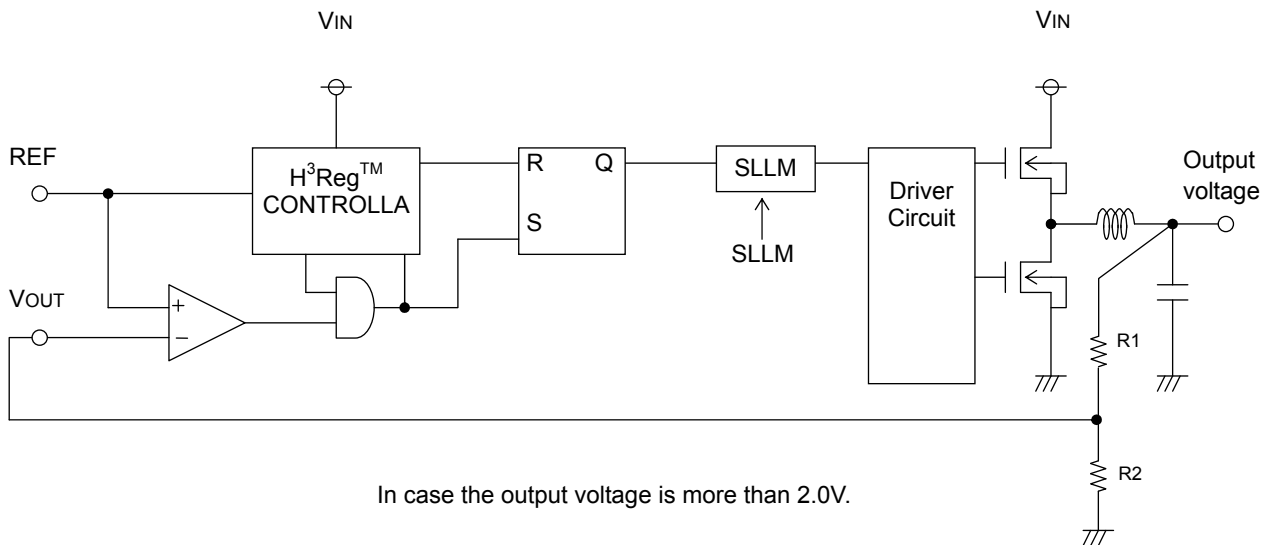 VIN
VIN
REF
H³Reg™
CONTROLLA
R
Q
S
SLLM
SLLM
Driver
Circuit
Output
voltage
VOUT
+
-
R1
R2
In case the output voltage is more than 2.0V.